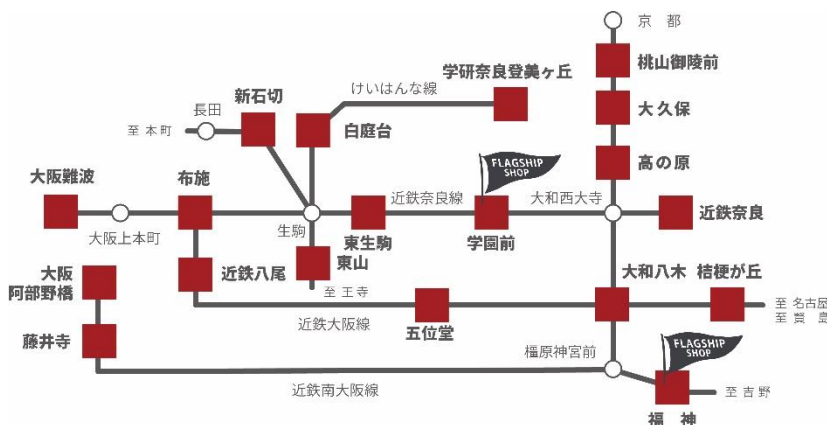 京都
桃山御陵前
学研奈良登美ヶ丘
けいはんな線
新石切
長田
至本町
白庭台
大久保
高の原
FLAGSHIP
SHOP
大阪難波
布施
近鉄奈良線
大和西大寺
近鉄奈良
大阪上本町
生駒
東生駒
学園前
東山
至王寺
近鉄八尾
大阪
阿部野橋
大和八木
桔梗が丘
至名古屋
至賢島
近鉄大阪線
五位堂
藤井寺
橿原神宮前
FLAGSHIP
SHOP
近鉄南大阪線
至吉野
福神